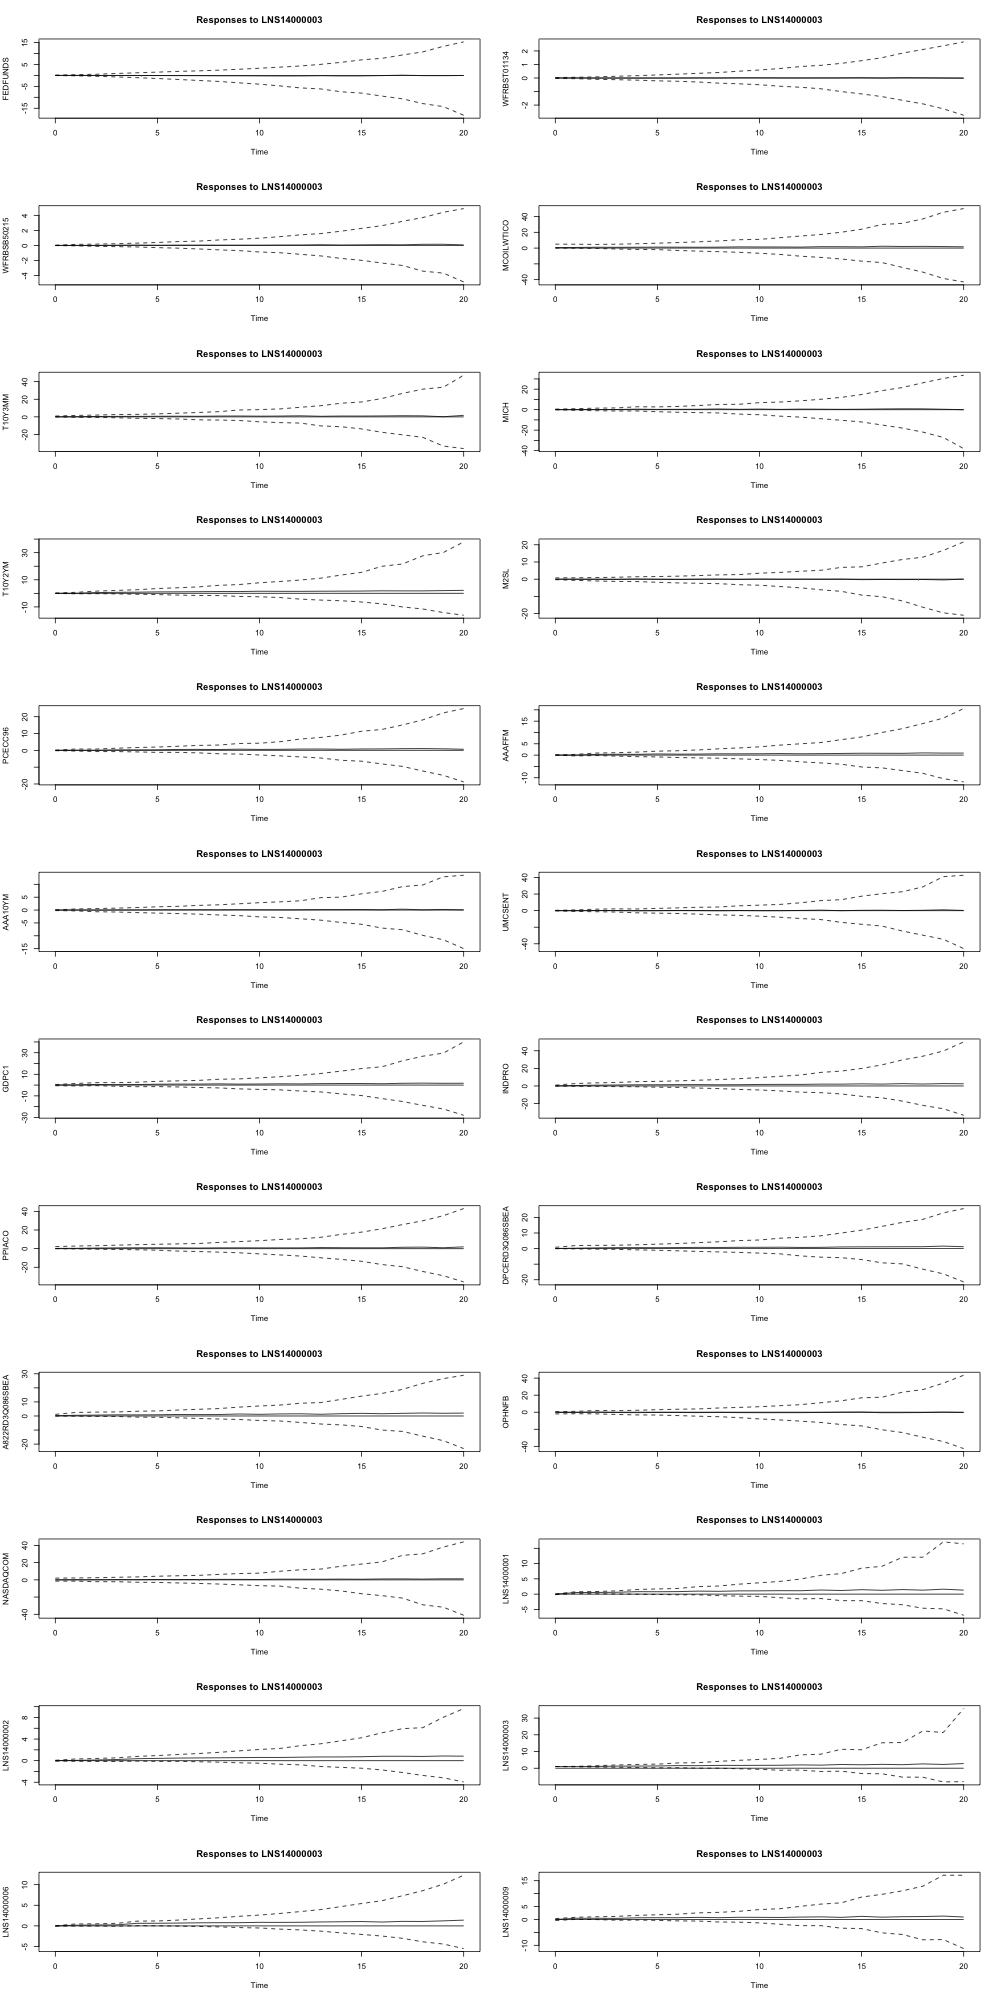 Responses to LNS14000003
FEDFUNDS
-15 -5 5 15
0 5 10 15 20
Time
Responses to LNS14000003
WFRBST01134
-2 0 2
0 5 10 15 20
Time
Responses to LNS14000003
WFRBSB50215
-4 -2 0 2 4
0 5 10 15 20
Time
Responses to LNS14000003
MCOILWTICO
-40 0 20 40
0 5 10 15 20
Time
Responses to LNS14000003
T10Y3MM
-20 0 20 40
0 5 10 15 20
Time
Responses to LNS14000003
MICH
-40 -20 0 20
0 5 10 15 20
Time
Responses to LNS14000003
T10Y2YM
-10 10 30
0 5 10 15 20
Time
Responses to LNS14000003
M2SL
-20 0 10 20
0 5 10 15 20
Time
Responses to LNS14000003
PCECC96
-20 0 10 20
0 5 10 15 20
Time
Responses to LNS14000003
AAAFFM
-10 0 5 15
0 5 10 15 20
Time
Responses to LNS14000003
AAA10YM
-15 -5 0 5
0 5 10 15 20
Time
Responses to LNS14000003
UMCSENT
-40 0 20 40
0 5 10 15 20
Time
Responses to LNS14000003
GDPC1
-30 -10 10 30
0 5 10 15 20
Time
Responses to LNS14000003
INDPRO
-20 0 20 40
0 5 10 15 20
Time
Responses to LNS14000003
PPIACO
-20 0 20 40
0 5 10 15 20
Time
Responses to LNS14000003
DPCERD3Q086SBEA
-20 0 10 20
0 5 10 15 20
Time
Responses to LNS14000003
A822RD3Q086SBEA
-20 0 10 30
0 5 10 15 20
Time
Responses to LNS14000003
OPHNFB
-40 0 20 40
0 5 10 15 20
Time
Responses to LNS14000003
NASDAQCOM
-40 0 20 40
0 5 10 15 20
Time
Responses to LNS14000003
LNS14000001
-5 0 5 10
0 5 10 15 20
Time
Responses to LNS14000003
LNS14000002
-4 0 4 8
0 5 10 15 20
Time
Responses to LNS14000003
LNS14000003
0 10 20 30
0 5 10 15 20
Time
Responses to LNS14000003
LNS14000006
-5 0 5 10
0 5 10 15 20
Time
Responses to LNS14000003
LNS14000009
-10 0 5 15
0 5 10 15 20
Time